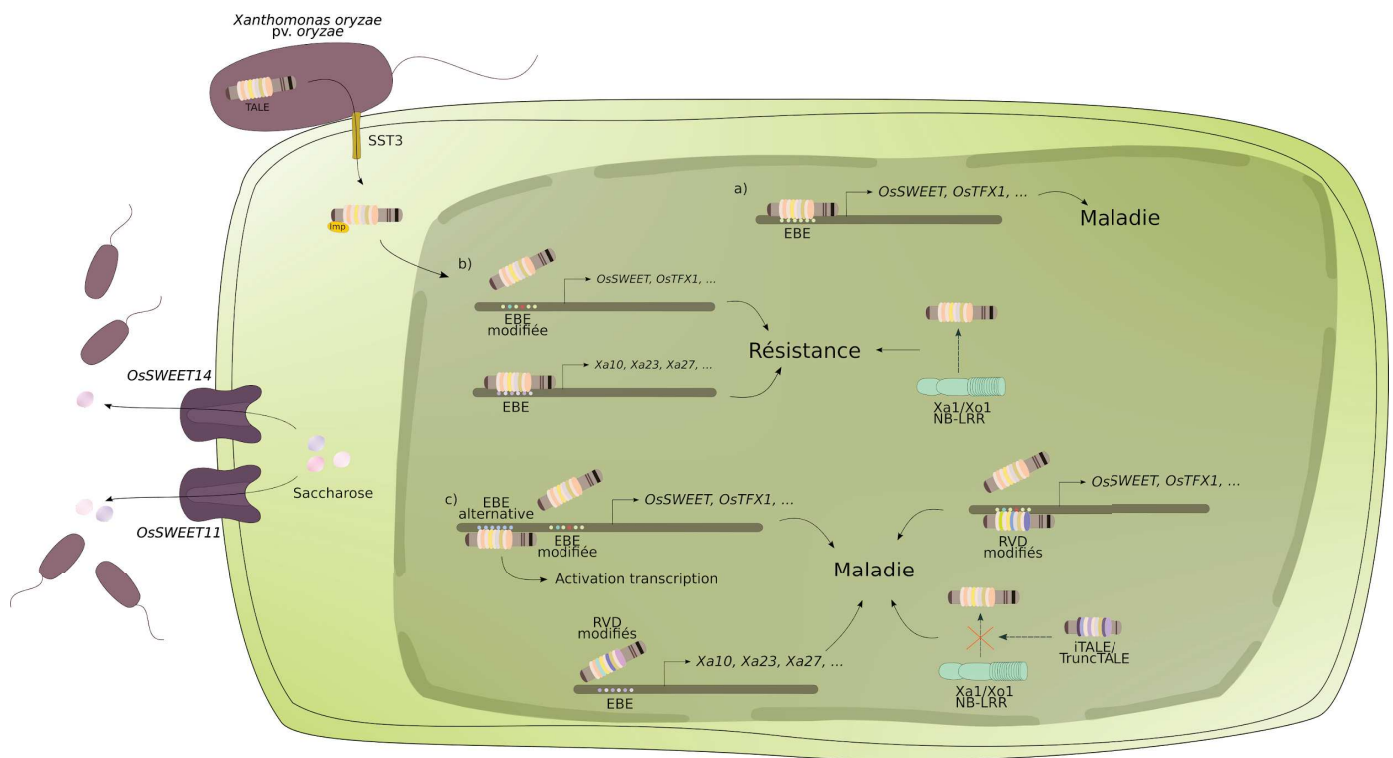 Xanthomonas oryzae
pv. oryzae
TALE
SST3
Imp
a)
OsSWEET, OsTFX1, ...
EBE
Maladie
b)
OsSWEET, OsTFX1, ...
EBE
modifiée
Résistance
Xa10, Xa23, Xa27, ...
EBE
Xa1/Xo1
NB-LRR
OsSWEET14
Saccharose
OsSWEET11
c)
EBE
alternative
OsSWEET, OsTFX1, ...
EBE
modifiée
Activation transcription
OsSWEET, OsTFX1, ...
RVD
modifiés
Maladie
RVD
modifiés
Xa10, Xa23, Xa27, ...
EBE
iTALE/
TruncTALE
Xa1/Xo1
NB-LRR